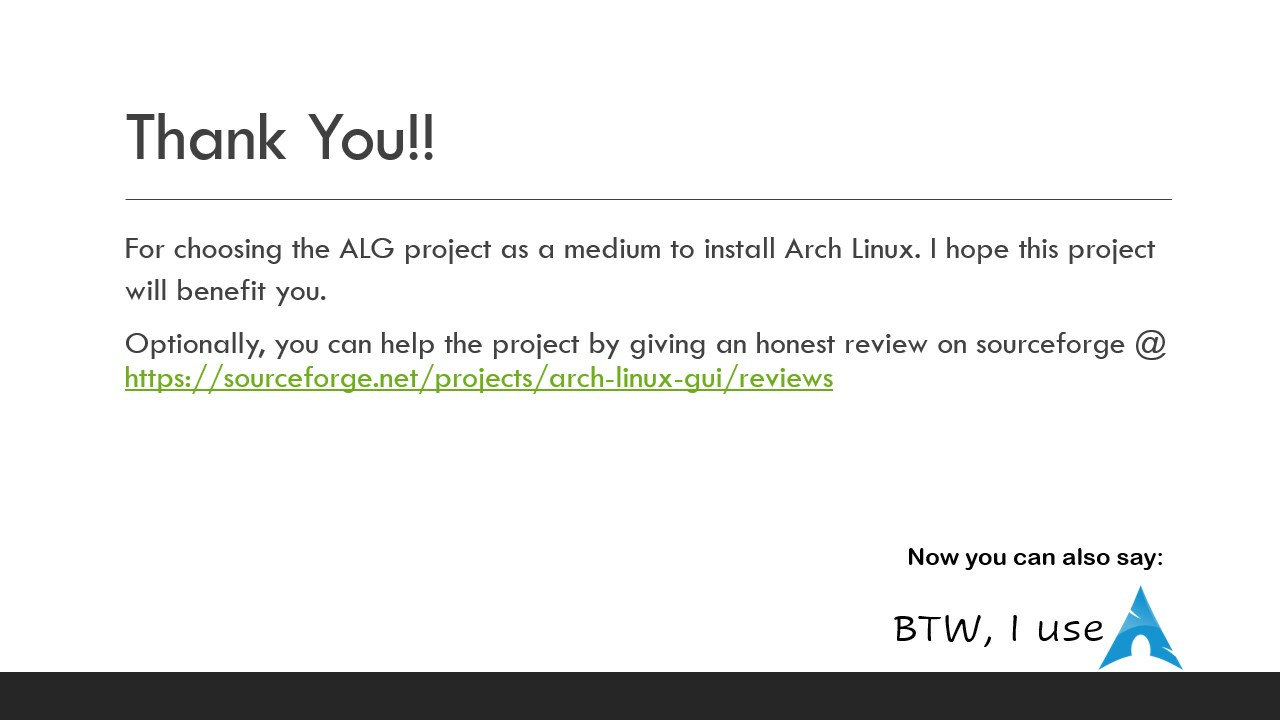 Thank You!!
For choosing the ALG project as a medium to install Arch Linux. I hope this project
will benefit you.
Optionally, you can help the project by giving an honest review on sourceforge @
https://sourceforge.net/projects/arch-linux-gui/reviews
Now you can also say:
BTW, I use